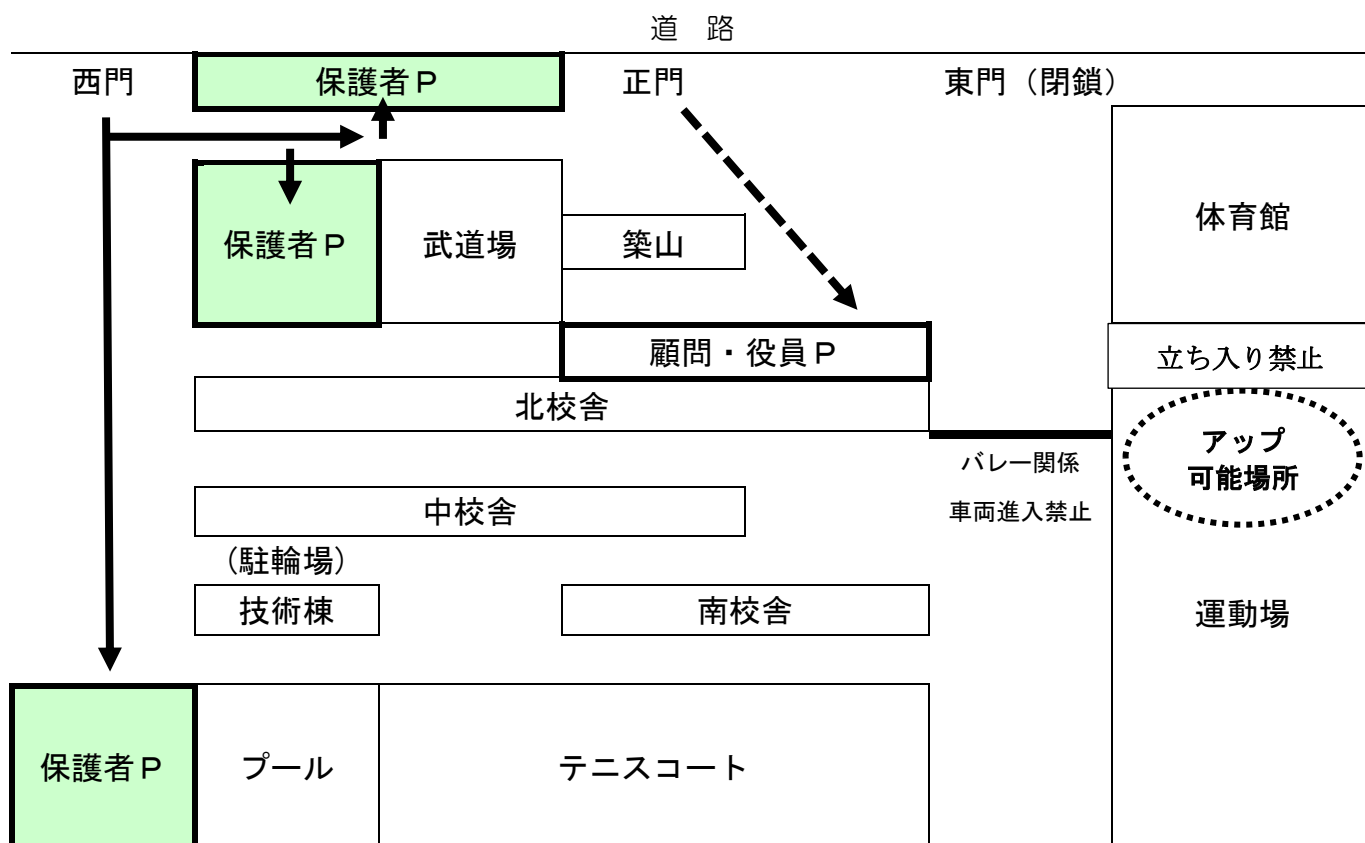 道 路
西門
保護者Ｐ
正門
東門（閉鎖）
保護者Ｐ
武道場
築山
体育館
顧問・役員Ｐ
立ち入り禁止
北校舎
アップ
可能場所
バレー関係
車両進入禁止
中校舎
（駐輪場）
技術棟
南校舎
運動場
保護者Ｐ
プール
テニスコート